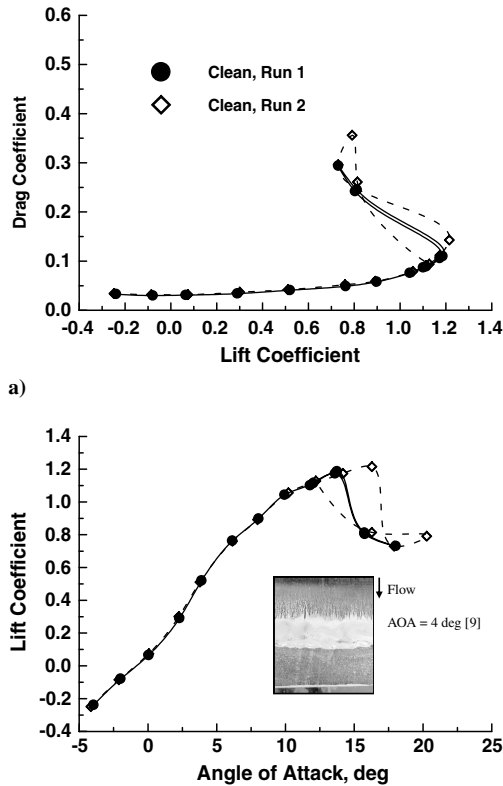 0.6
0.5
0.4
0.3
0.2
0.1
0.0
Drag Coefficient
Clean, Run 1
Clean, Run 2
-0.4 -0.2 0.0 0.2 0.4 0.6 0.8 1.0 1.2 1.4
Lift Coefficient
a)
1.4
1.2
1.0
0.8
0.6
0.4
0.2
0.0
-0.2
-0.4
Lift Coefficient
Flow
AOA = 4 deg [9]
-5 0 5 10 15 20 25
Angle of Attack, deg